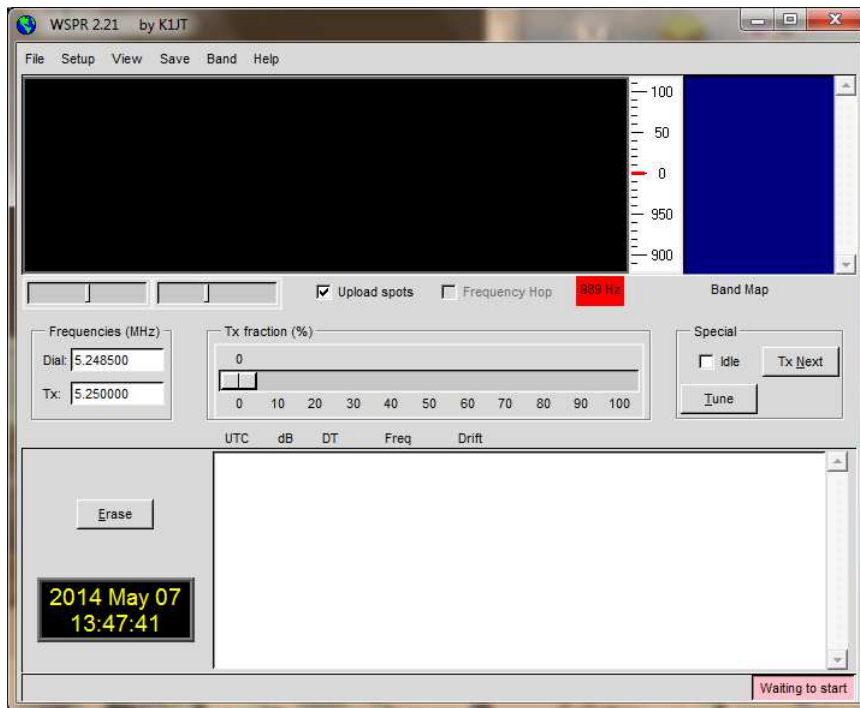 WSPR 2.21 by K1JT
File Setup View Save Band Help
100
50
0
950
900
Upload spots
Frequency Hop
989 Hz
Band Map
Frequencies (MHz)
Dial: 5.248500
Tx: 5.250000
Tx fraction (%)
0
0 10 20 30 40 50 60 70 80 90 100
Special
Idle
Tx Next
Tune
UTC dB DT Freq Drift
Erase
2014 May 07
13:47:41
Waiting to start